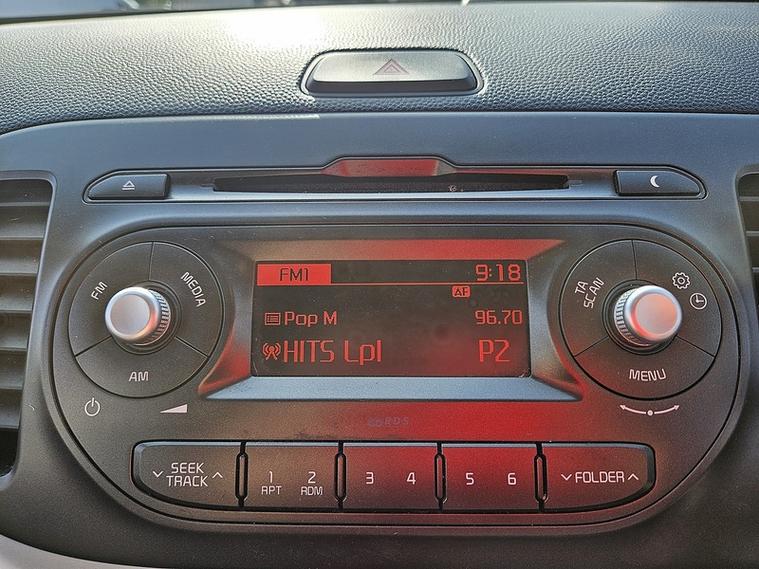 FM1 9:18
AF
Pop M 96.70
HITS Lpl P2
FM MEDIA
AM
TA
SCAN
MENU
RDS
SEEK
TRACK
1 2
RPT RDM
3 4
5 6
FOLDER